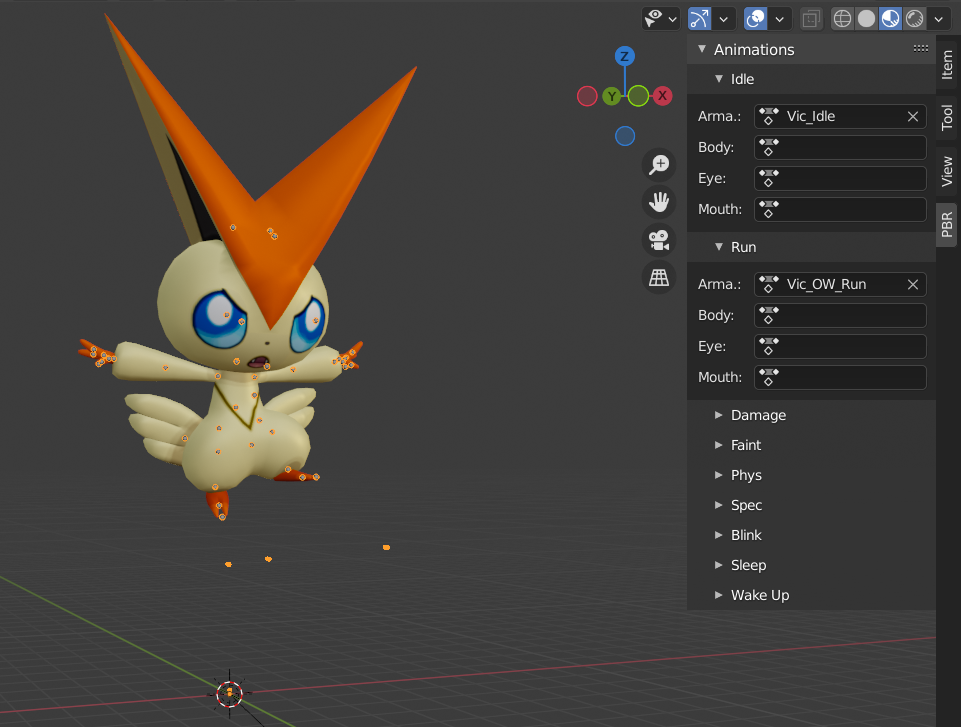 Animations
Idle
Arma.: Vic_Idle
Body:
Eye:
Mouth:
Run
Arma.: Vic_OW_Run
Body:
Eye:
Mouth:
Damage
Faint
Phys
Spec
Blink
Sleep
Wake Up
Item
Tool
View
PBR
Z
Y
X